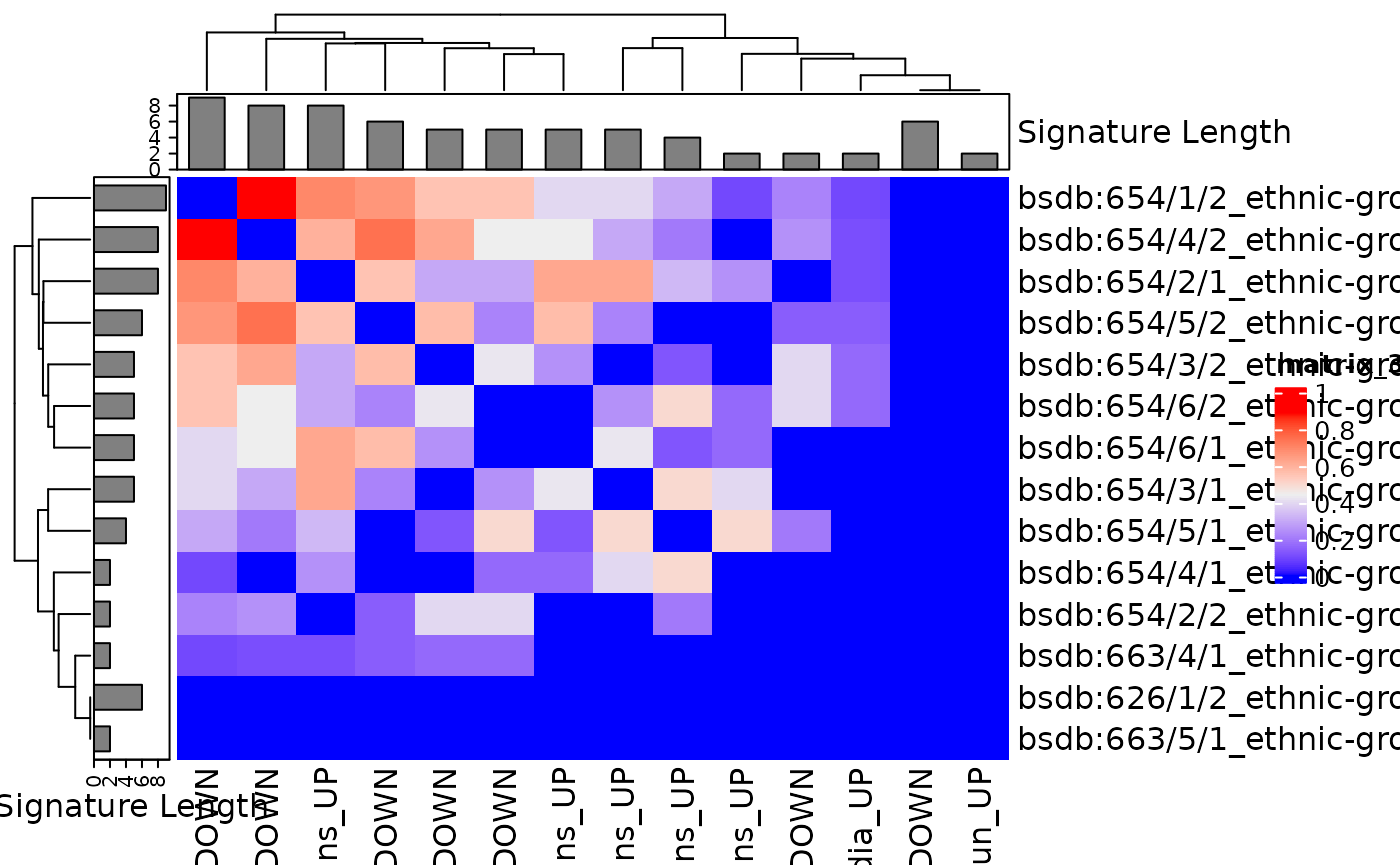 8
6
4
2
0
Signature Length
bsdb:654/1/2_ethnic-gro
bsdb:654/4/2_ethnic-gro
bsdb:654/2/1_ethnic-gro
bsdb:654/5/2_ethnic-gro
bsdb:654/3/2_ethnic-gro
bsdb:654/6/2_ethnic-gro
bsdb:654/6/1_ethnic-gro
bsdb:654/3/1_ethnic-gro
bsdb:654/5/1_ethnic-gro
bsdb:654/4/1_ethnic-gro
bsdb:654/2/2_ethnic-gro
bsdb:663/4/1_ethnic-gro
bsdb:626/1/2_ethnic-gro
bsdb:663/5/1_ethnic-gro
matrix_3
1
0.8
0.6
0.4
0.2
0
0 2 4 6 8
Signature Length
DOWN
DOWN
ns_UP
DOWN
DOWN
DOWN
ns_UP
ns_UP
ns_UP
ns_UP
DOWN
dia_UP
DOWN
un_UP